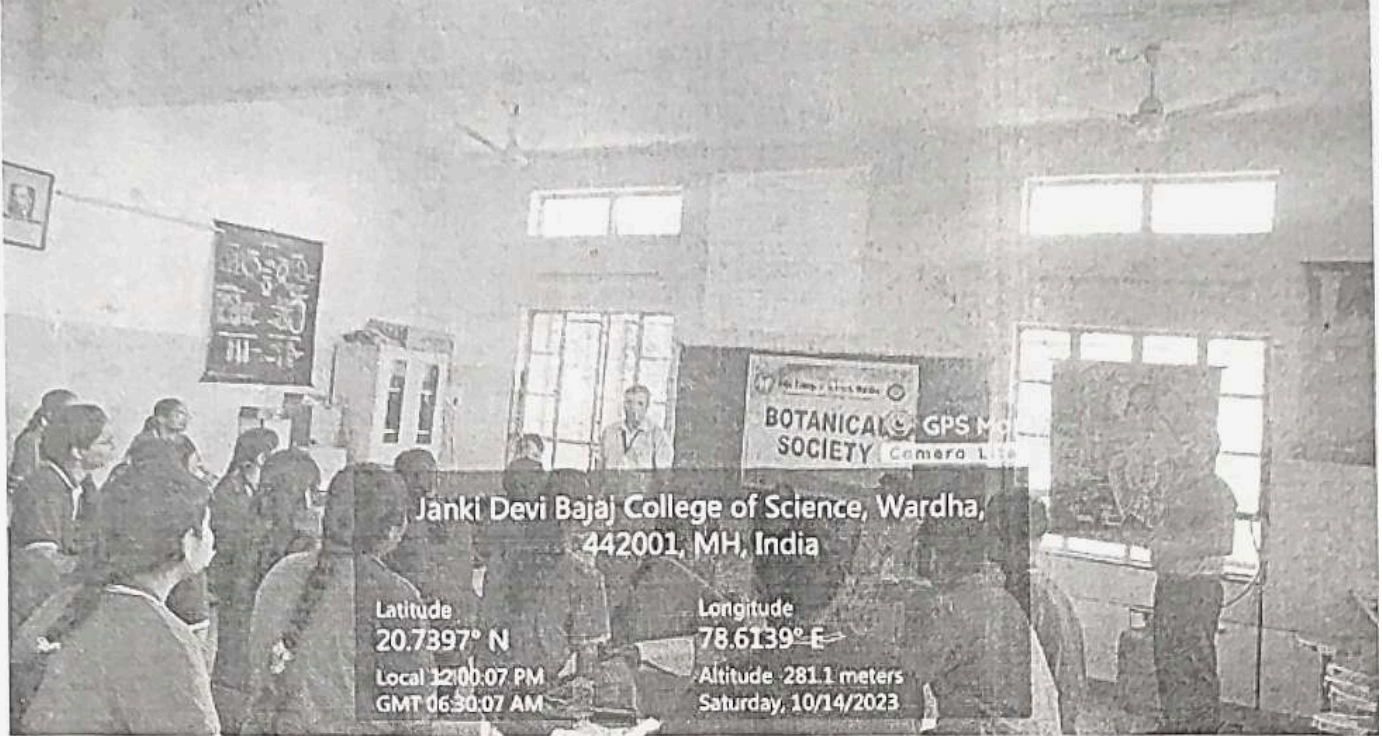 BOTANICAL
SOCIETY
GPS M
Camera Lite
Janki Devi Bajaj College of Science, Wardha,
442001, MH, India
Latitude
20.7397° N
Longitude
78.6139° E
Local 12:00:07 PM
GMT 06:30:07 AM
Altitude 281.1 meters
Saturday, 10/14/2023